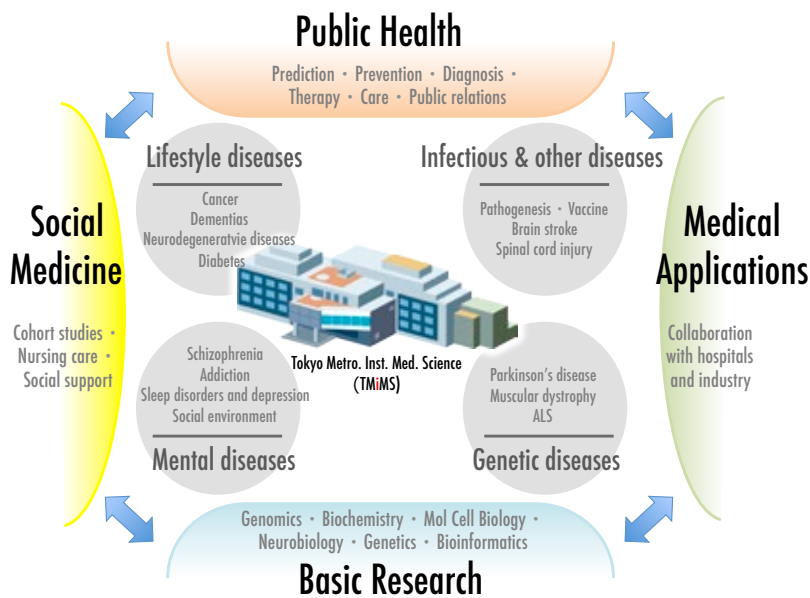 Public Health
Prediction・Prevention・Diagnosis・
Therapy・Care・Public relations
Lifestyle diseases
Cancer
Dementias
Neurodegeneratvie diseases
Diabetes
Infectious & other diseases
Pathogenesis・Vaccine
Brain stroke
Spinal cord injury
Social
Medicine
Cohort studies・
Nursing care・
Social support
Medical
Applications
Collaboration
with hospitals
and industry
Tokyo Metro. Inst. Med. Science
(TMiMS)
Schizophrenia
Addiction
Sleep disorders and depression
Social environment
Mental diseases
Parkinson's disease
Muscular dystrophy
ALS
Genetic diseases
Genomics・Biochemistry・Mol Cell Biology・
Neurobiology・Genetics・Bioinformatics
Basic Research